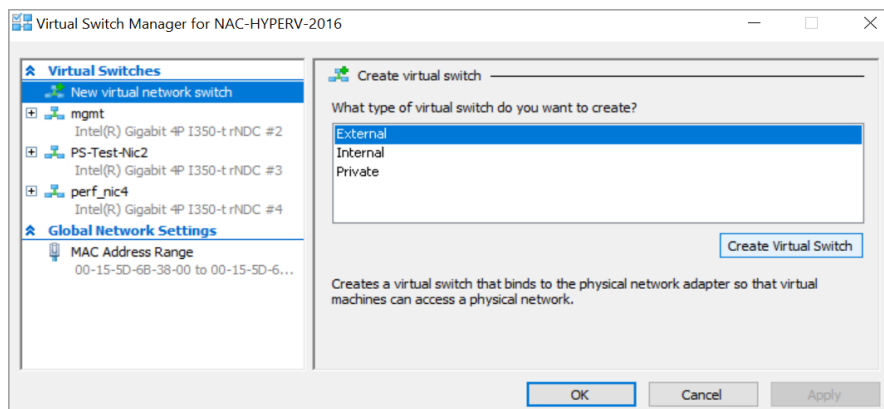 Virtual Switch Manager for NAC-HYPERV-2016
Virtual Switches
New virtual network switch
mgmt
Intel(R) Gigabit 4P I350-t rNDC #2
PS-Test-Nic2
Intel(R) Gigabit 4P I350-t rNDC #3
perf_nic4
Intel(R) Gigabit 4P I350-t rNDC #4
Global Network Settings
MAC Address Range
00-15-5D-6B-38-00 to 00-15-5D-6...
Create virtual switch
What type of virtual switch do you want to create?
External
Internal
Private
Create Virtual Switch
Creates a virtual switch that binds to the physical network adapter so that virtual
machines can access a physical network.
OK
Cancel
Apply